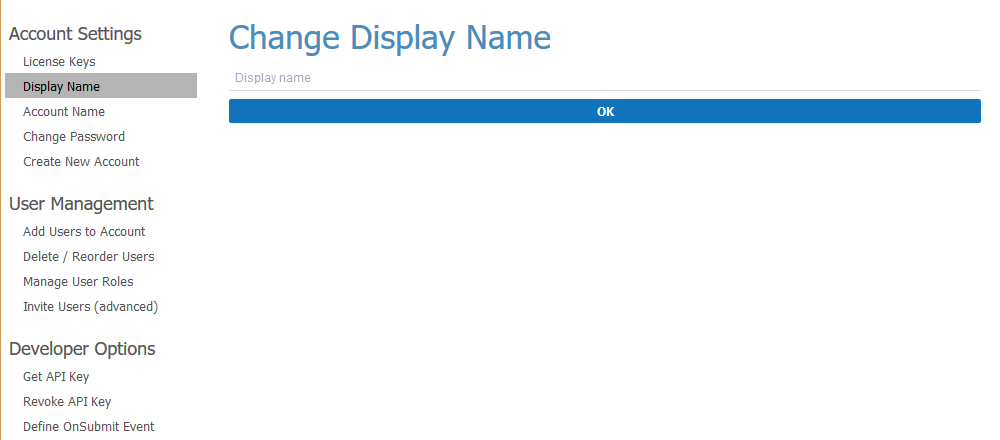 Account Settings
License Keys
Display Name
Account Name
Change Password
Create New Account
User Management
Add Users to Account
Delete / Reorder Users
Manage User Roles
Invite Users (advanced)
Developer Options
Get API Key
Revoke API Key
Define OnSubmit Event
Change Display Name
Display name
OK